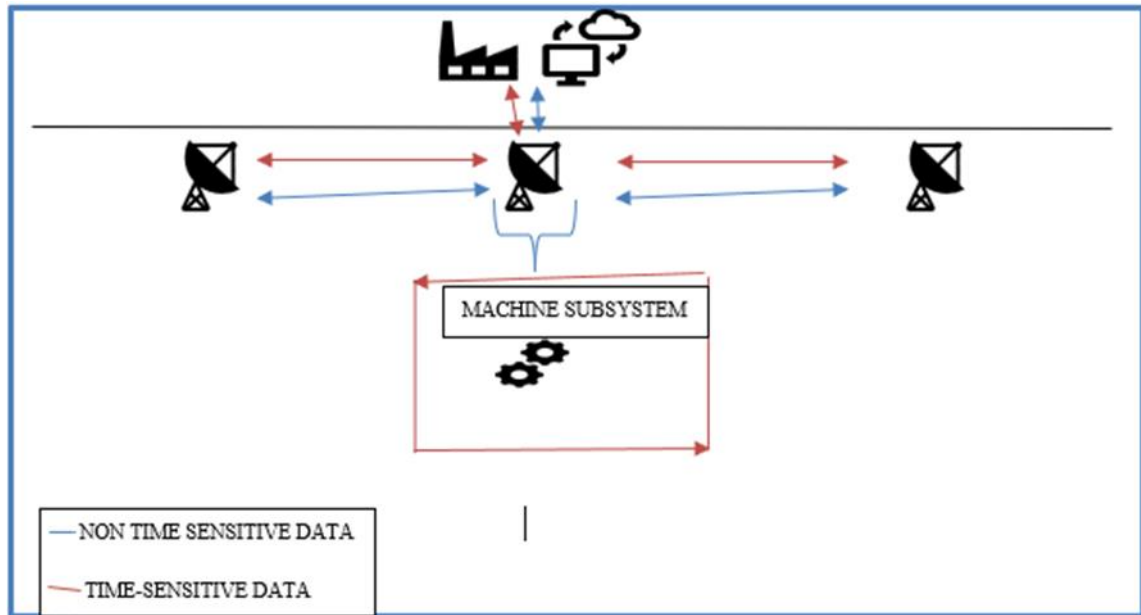 MACHINE SUBSYSTEM
NON TIME SENSITIVE DATA
TIME-SENSITIVE DATA